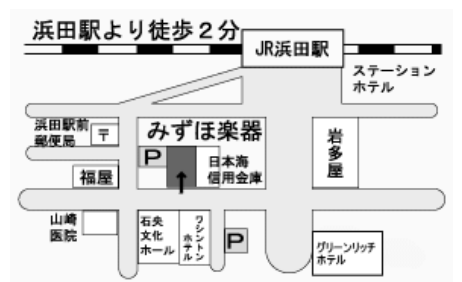 浜田駅より徒歩２分
JR浜田駅
ステーション
ホテル
浜田駅前
郵便局
〒
みずほ楽器
P
日本海
信用金庫
岩多屋
福屋
山崎
医院
石央
文化
ホール
ワシントン
ホテル
P
グリーンリッチ
ホテル